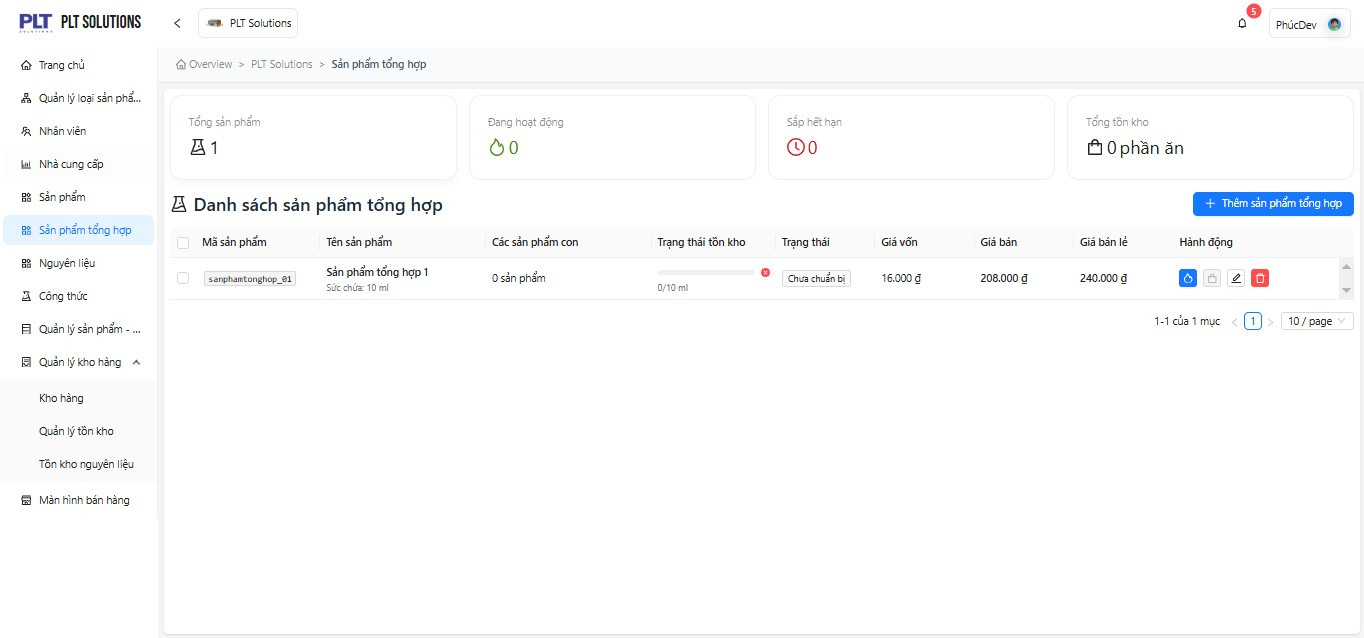 PLT SOLUTIONS PLT SOLUTIONS
PLT Solutions
5
PhúcDev
Trang chủ
Quản lý loại sản phẩ...
Nhân viên
Nhà cung cấp
Sản phẩm
Sản phẩm tổng hợp
Nguyên liệu
Công thức
Quản lý sản phẩm - ...
Quản lý kho hàng
Kho hàng
Quản lý tồn kho
Tồn kho nguyên liệu
Màn hình bán hàng
Overview > PLT Solutions > Sản phẩm tổng hợp
Tổng sản phẩm
1
Đang hoạt động
0
Sắp hết hạn
0
Tổng tồn kho
0 phần ăn
Danh sách sản phẩm tổng hợp
+ Thêm sản phẩm tổng hợp
Mã sản phẩm Tên sản phẩm Các sản phẩm con Trạng thái tồn kho Trạng thái Giá vốn Giá bán Giá bán lẻ Hành động
sanphamtonghop_01 Sản phẩm tổng hợp 1 0 sản phẩm Chưa chuẩn bị 16.000 ₫ 208.000 ₫ 240.000 ₫
Sức chứa: 10 ml 0/10 ml
1-1 của 1 mục < 1 > 10 / page